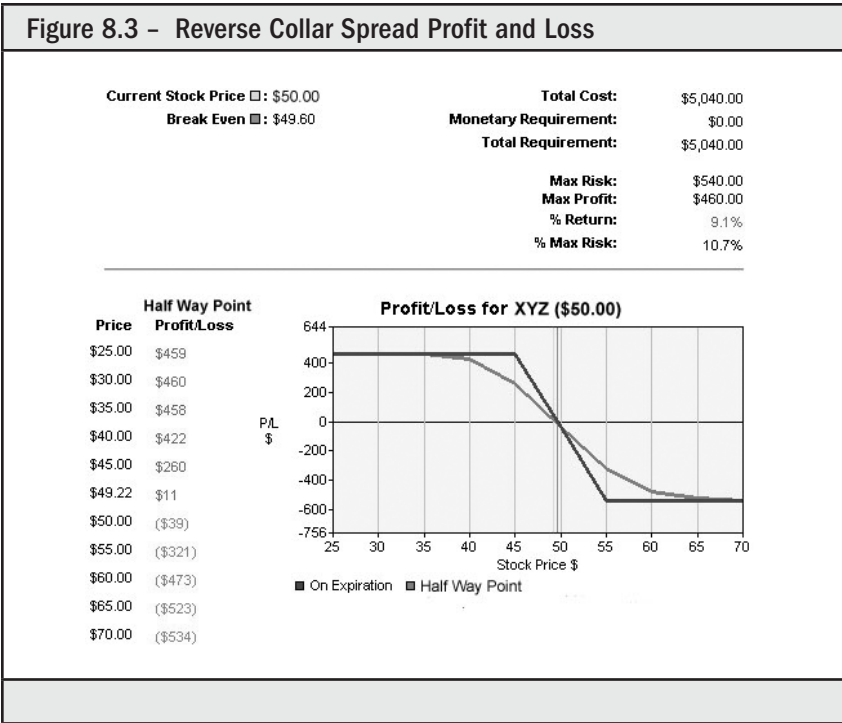 Figure 8.3 – Reverse Collar Spread Profit and Loss
Current Stock Price : $50.00
Break Even : $49.60
Total Cost: $5,040.00
Monetary Requirement: $0.00
Total Requirement: $5,040.00
Max Risk: $540.00
Max Profit: $460.00
% Return: 9.1%
% Max Risk: 10.7%
Half Way Point
Price Profit/Loss
$25.00 $459
$30.00 $460
$35.00 $458
$40.00 $422
$45.00 $260
$49.22 $11
$50.00 ($39)
$55.00 ($321)
$60.00 ($473)
$65.00 ($523)
$70.00 ($534)
Profit/Loss for XYZ ($50.00)
644
400
200
0
-200
-400
-600
-756
P/L
$
25 30 35 40 45 50 55 60 65 70
Stock Price $
On Expiration Half Way Point